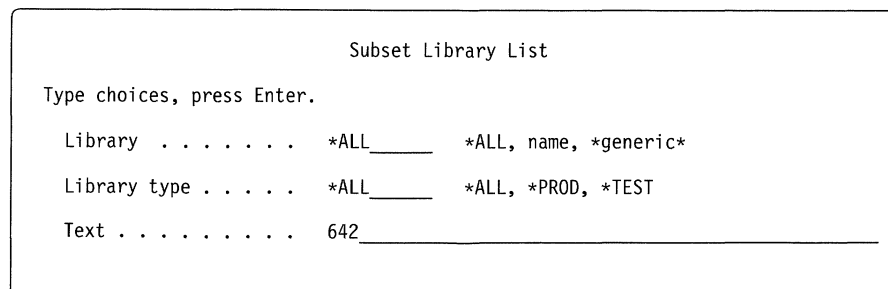 Subset Library List
Type choices, press Enter.
Library . . . . . . . *ALL______ *ALL, name, *generic*
Library type . . . . . *ALL______ *ALL, *PROD, *TEST
Text . . . . . . . . . 642